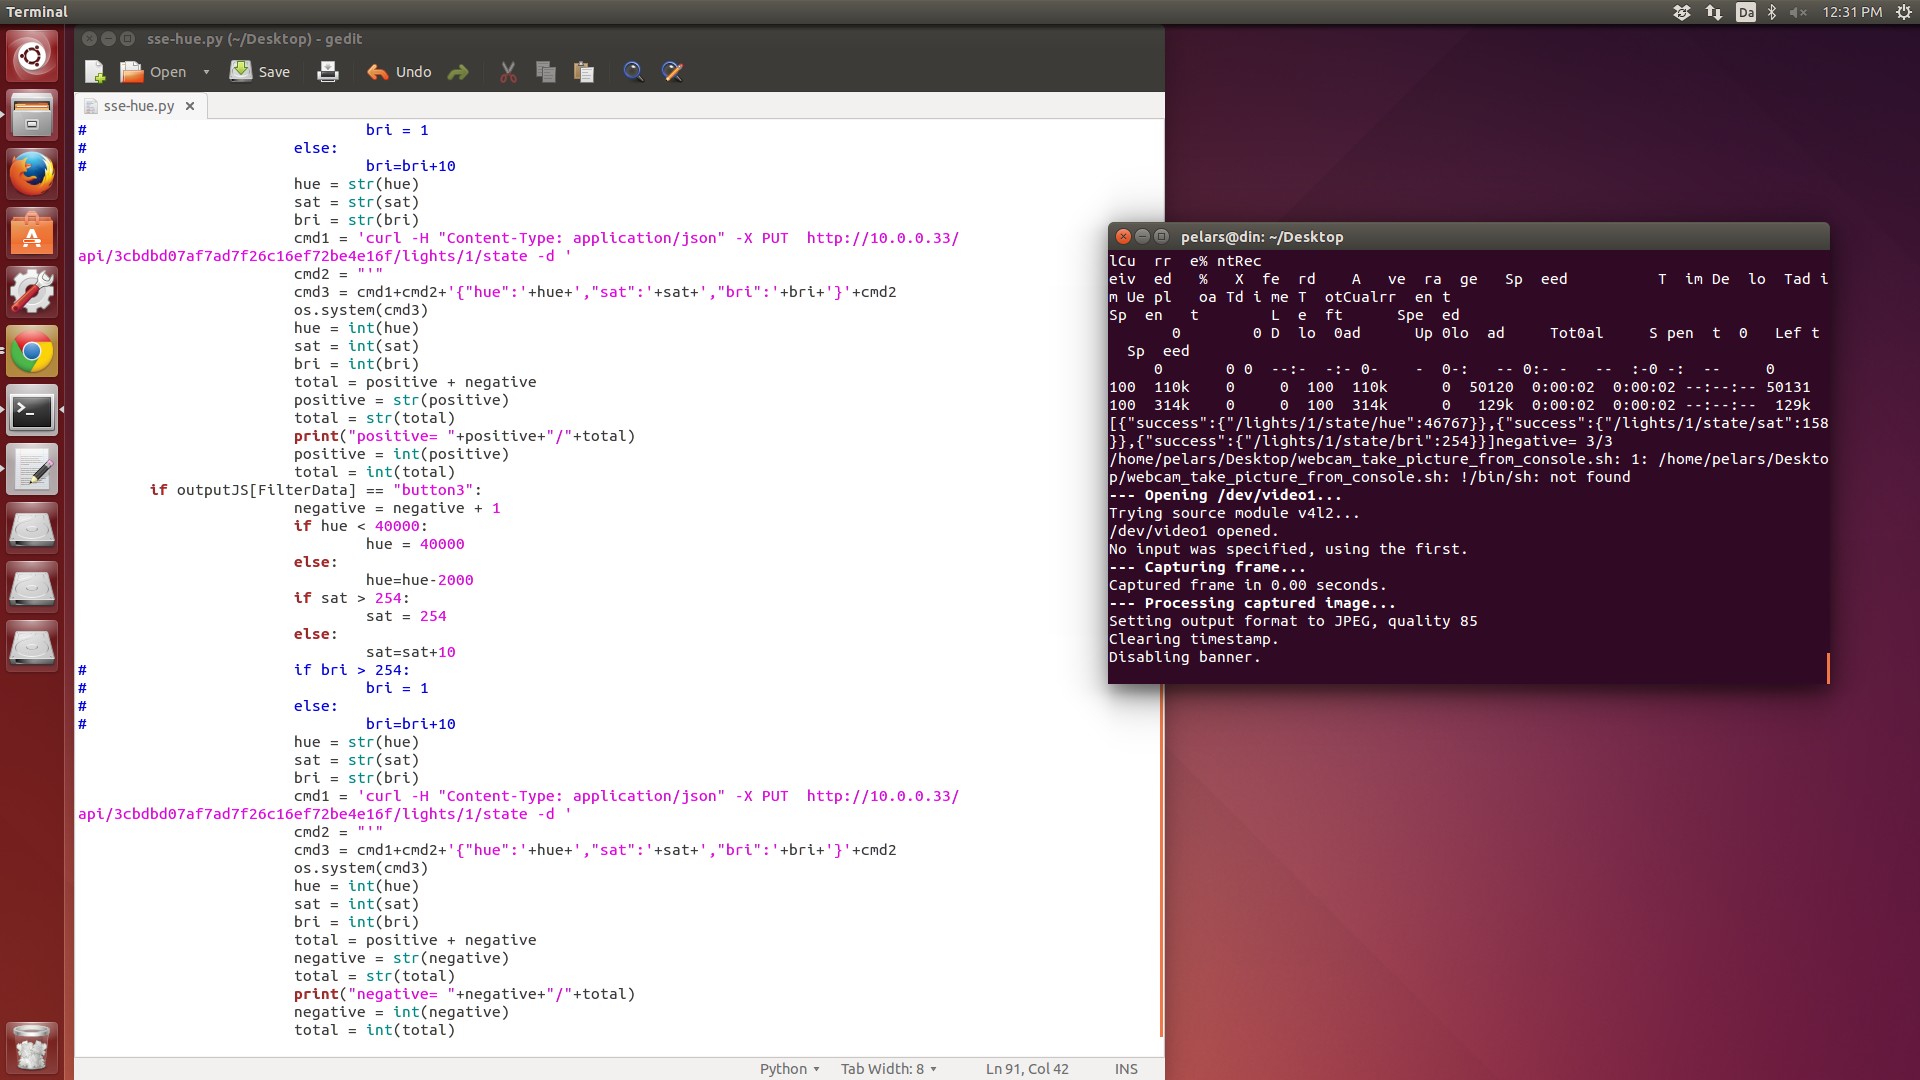 Terminal
Da
12:31 PM
sse-hue.py (~/Desktop) - gedit
Open
Save
Undo
sse-hue.py
#                               bri = 1
#                       else:
#                               bri=bri+10
hue = str(hue)
sat = str(sat)
bri = str(bri)
cmd1 = 'curl -H "Content-Type: application/json" -X PUT  http://10.0.0.33/
api/3cbdbd07af7ad7f26c16ef72be4e16f/lights/1/state -d '
cmd2 = "'"
cmd3 = cmd1+cmd2+'{"hue":'+hue+',"sat":'+sat+',"bri":'+bri+'}'+cmd2
os.system(cmd3)
hue = int(hue)
sat = int(sat)
bri = int(bri)
total = positive + negative
positive = str(positive)
total = str(total)
print("positive= "+positive+"/"+total)
positive = int(positive)
total = int(total)
if outputJS[FilterData] == "button3":
negative = negative + 1
if hue < 40000:
hue = 40000
else:
hue=hue-2000
if sat > 254:
sat = 254
else:
sat=sat+10
#                       if bri > 254:
#                               bri = 1
#                       else:
#                               bri=bri+10
hue = str(hue)
sat = str(sat)
bri = str(bri)
cmd1 = 'curl -H "Content-Type: application/json" -X PUT  http://10.0.0.33/
api/3cbdbd07af7ad7f26c16ef72be4e16f/lights/1/state -d '
cmd2 = "'"
cmd3 = cmd1+cmd2+'{"hue":'+hue+',"sat":'+sat+',"bri":'+bri+'}'+cmd2
os.system(cmd3)
hue = int(hue)
sat = int(sat)
bri = int(bri)
total = positive + negative
negative = str(negative)
total = str(total)
print("negative= "+negative+"/"+total)
negative = int(negative)
total = int(total)
Python
Tab Width: 8
Ln 91, Col 42
INS
pelars@din: ~/Desktop
lCu  rr  e% ntRec
eiv  ed   %   X  fe  rd    A   ve  ra  ge   Sp  eed          T  im De  lo  Tad i
m Ue pl   oa Td i me T  otCualrr  en t
Sp  en   t        L  e  ft      Spe  ed
0        0 D  lo  0ad      Up 0lo  ad     Tot0al     S pen  t  0   Lef t
Sp  eed
0       0 0  --:-  -:- 0-    -  0-:   -- 0:- -   --  :-0 -:  --     0
100  110k    0     0  100  110k      0  50120  0:00:02  0:00:02 --:--:-- 50131
100  314k    0     0  100  314k      0   129k  0:00:02  0:00:02 --:--:--  129k
[{"success":{"/lights/1/state/hue":46767}},{"success":{"/lights/1/state/sat":158
}},{"success":{"/lights/1/state/bri":254}}]negative= 3/3
/home/pelars/Desktop/webcam_take_picture_from_console.sh: 1: /home/pelars/Deskto
p/webcam_take_picture_from_console.sh: !/bin/sh: not found
--- Opening /dev/video1...
Trying source module v4l2...
/dev/video1 opened.
No input was specified, using the first.
--- Capturing frame...
Captured frame in 0.00 seconds.
--- Processing captured image...
Setting output format to JPEG, quality 85
Clearing timestamp.
Disabling banner.